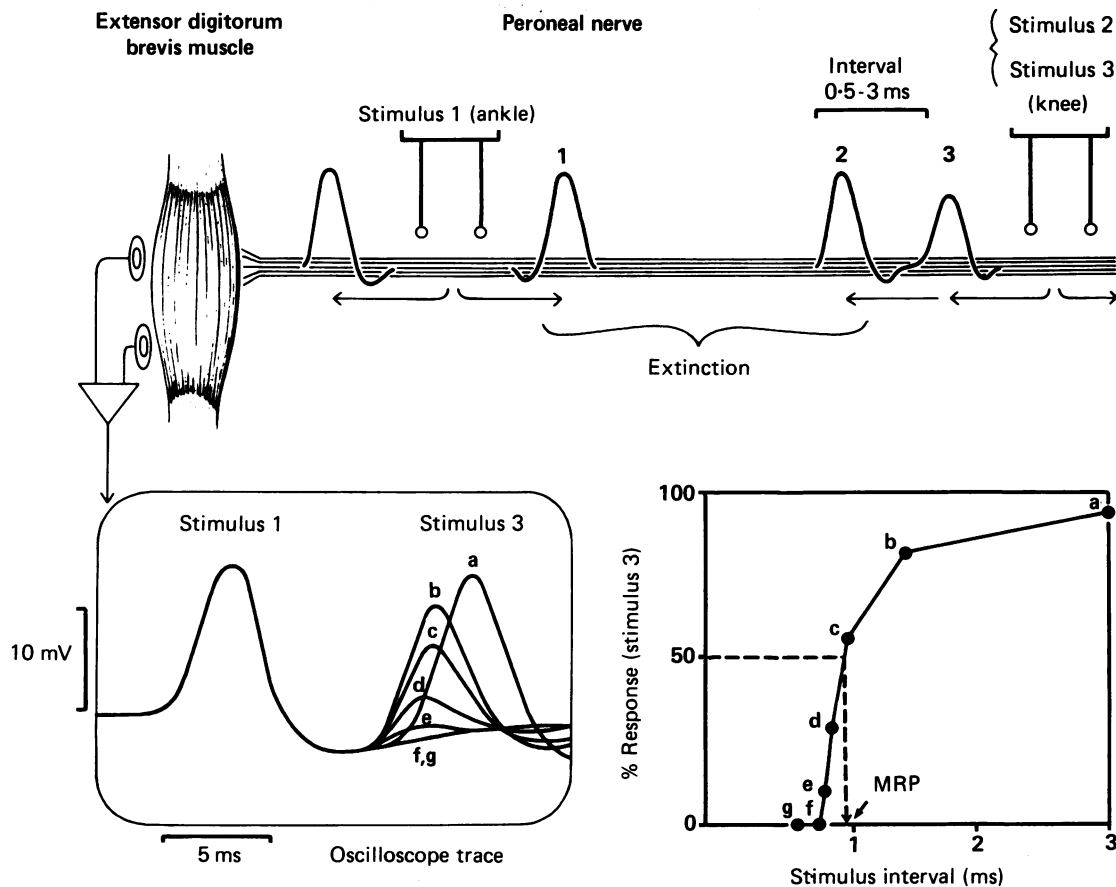 Extensor digitorum
brevis muscle
Peroneal nerve
Stimulus 2
Stimulus 3
(knee)
Interval
0·5-3 ms
Stimulus 1 (ankle)
1
2
3
Extinction
Stimulus 1
Stimulus 3
a
b
c
d
e
f,g
10 mV
5 ms
Oscilloscope trace
100
50
0
% Response (stimulus 3)
a
b
c
d
e
f
g
MRP
1
2
3
Stimulus interval (ms)